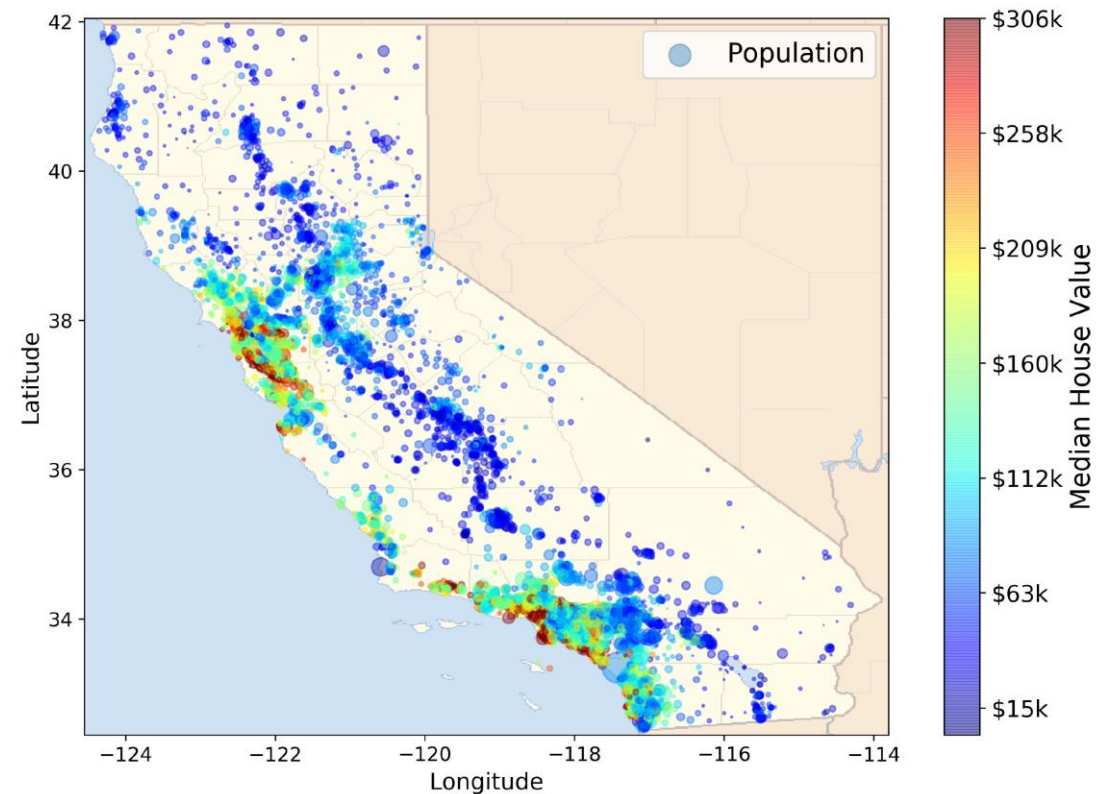 42
40
38
36
34
Latitude
−124
−122
−120
−118
−116
−114
Longitude
Population
$306k
$258k
$209k
$160k
$112k
$63k
$15k
Median House Value